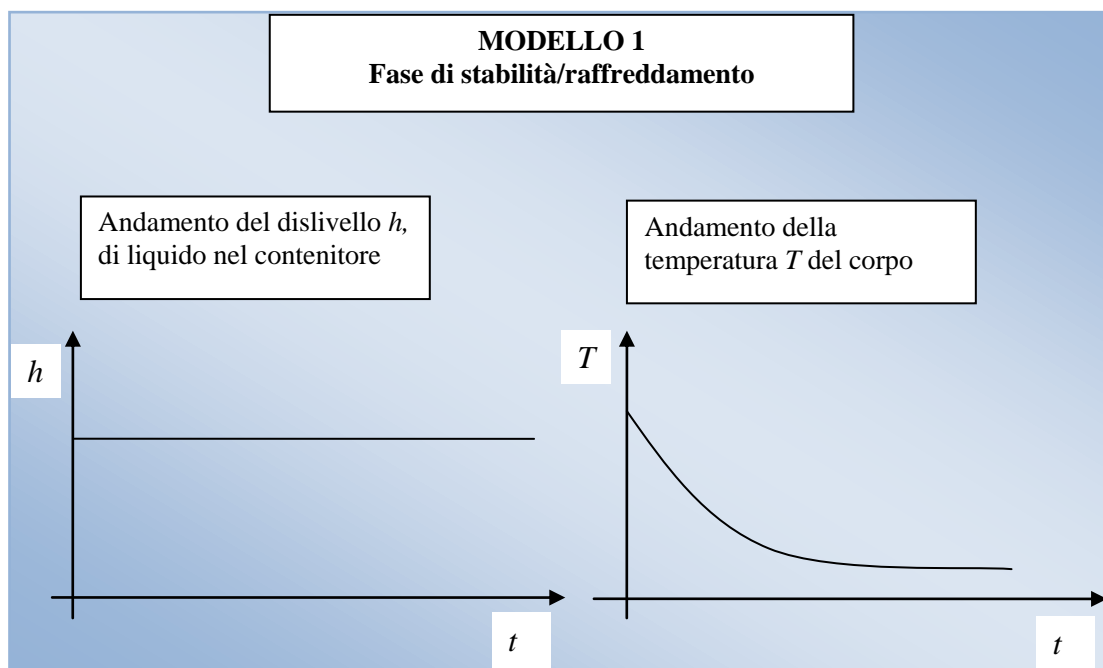 MODELLO 1
Fase di stabilità/raffreddamento
Andamento del dislivello h,
di liquido nel contenitore
Andamento della
temperatura T del corpo
h
t
T
t